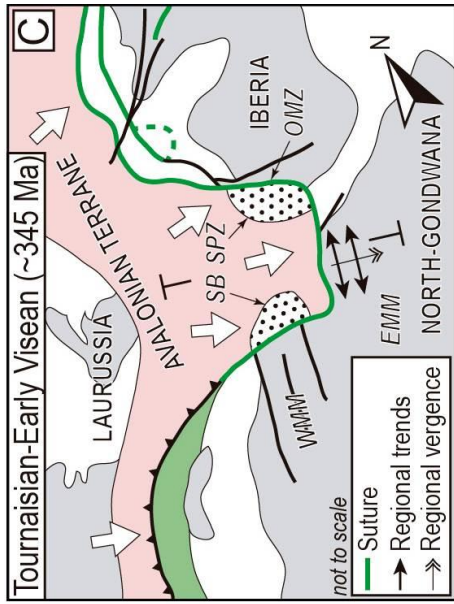 Tournaisian-Early Visean (~345 Ma)
C
LAURUSSIA
AVALONIAN TERRANE
IBERIA
OMZ
SB SPZ
WMM
EMM
NORTH-GONDWANA
N
not to scale
Suture
Regional trends
Regional vergence